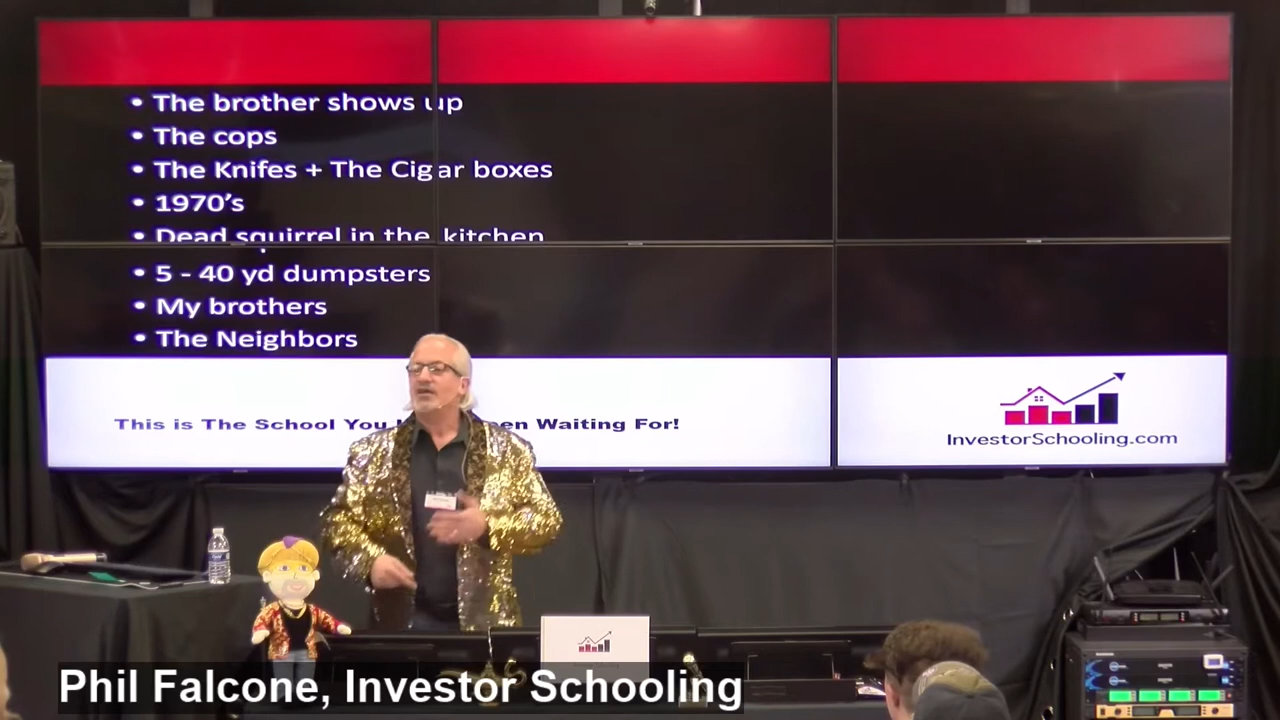 • The brother shows up
• The cops
• The Knifes + The Cigar boxes
• 1970's
• Dead squirrel in the kitchen
• 5 - 40 yd dumpsters
• My brothers
• The Neighbors
This is The School You een Waiting For!
InvestorSchooling.com
Phil Falcone, Investor Schooling